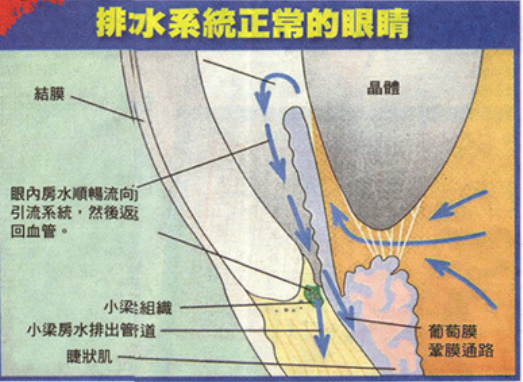 排水系統正常的眼睛
結膜
晶體
眼內房水順暢流向
引流系統，然後返
回血管。
小梁組織
小梁房水排出管道
睫狀肌
葡萄膜
鞏膜通路